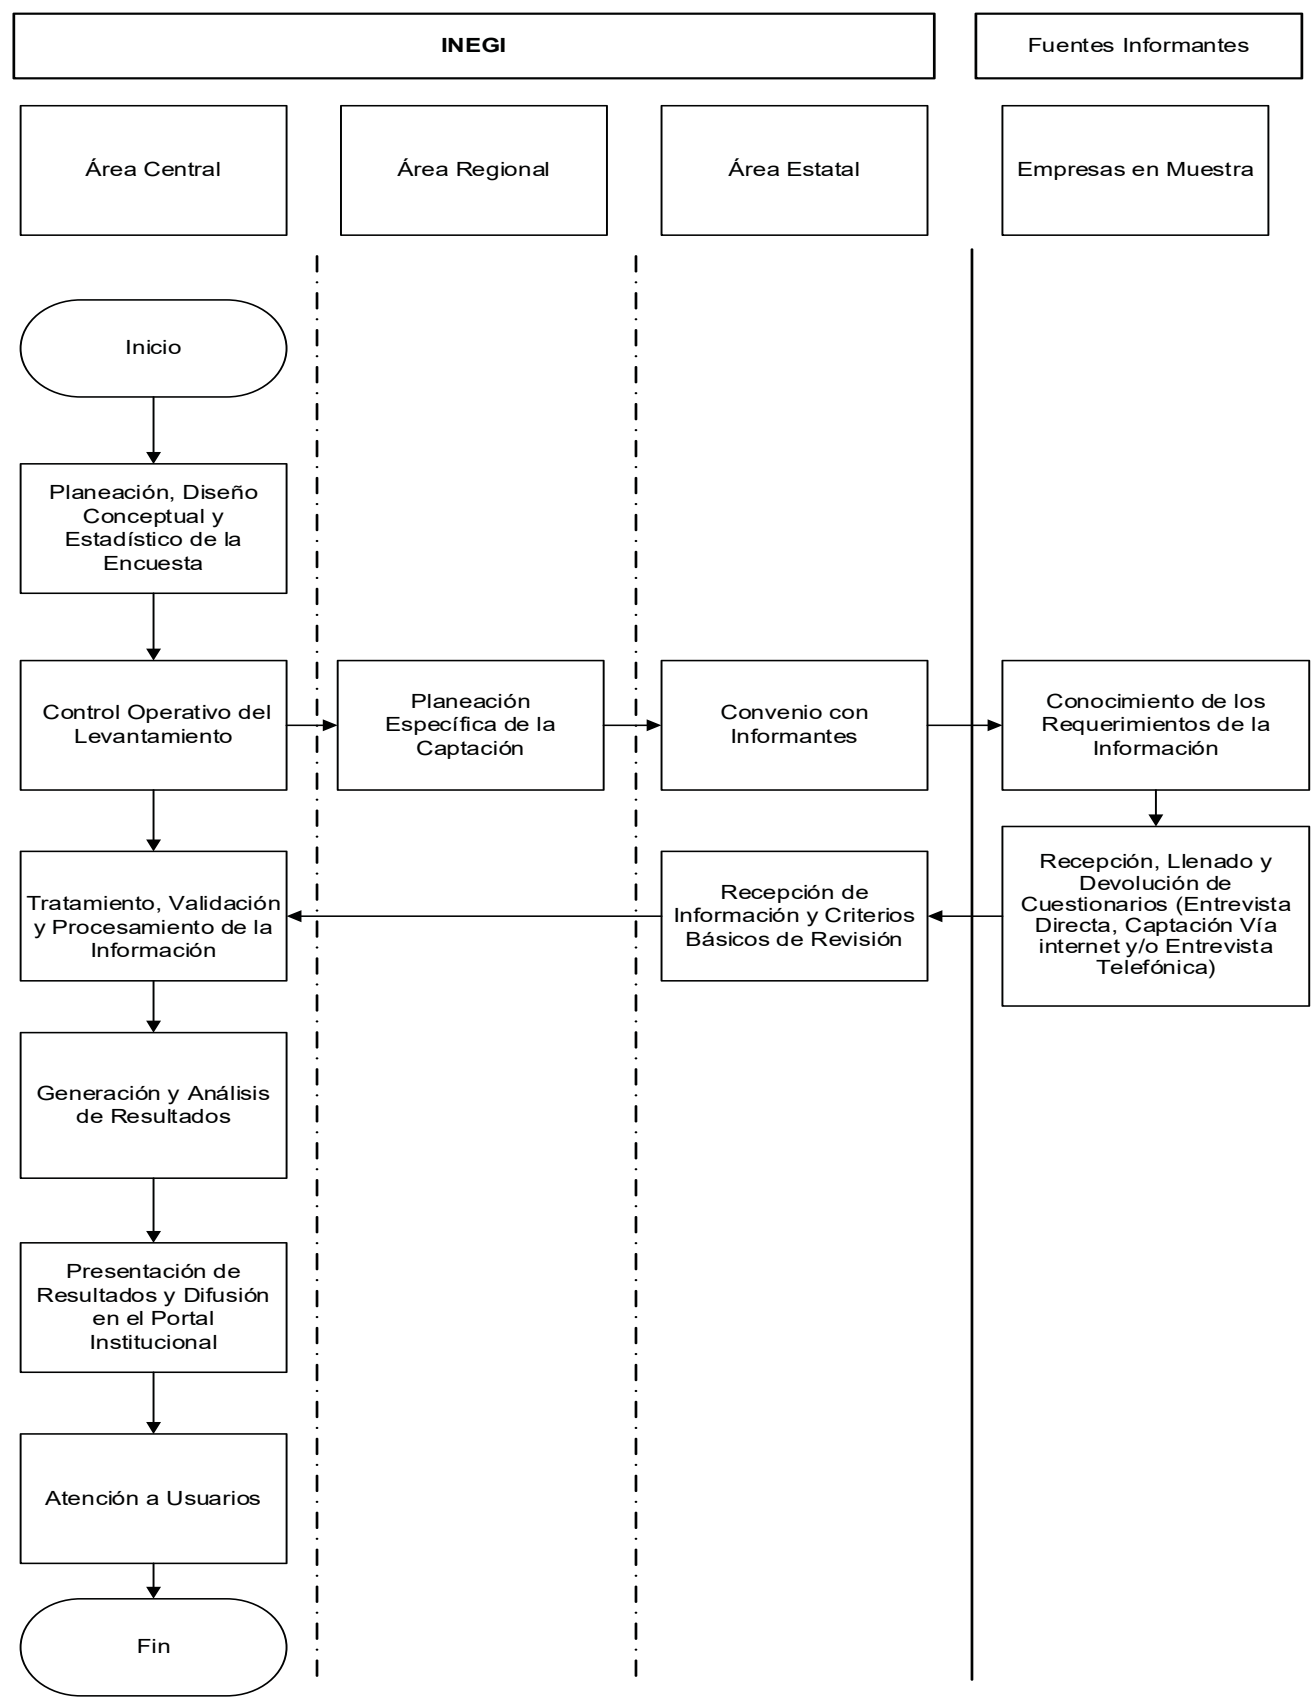 INEGI
Fuentes Informantes
Área Central
Área Regional
Área Estatal
Empresas en Muestra
Inicio
Planeación, Diseño
Conceptual y
Estadístico de la
Encuesta
Control Operativo del
Levantamiento
Planeación
Específica de la
Captación
Convenio con
Informantes
Conocimiento de los
Requerimientos de la
Información
Tratamiento, Validación
y Procesamiento de la
Información
Recepción de
Información y Criterios
Básicos de Revisión
Recepción, Llenado y
Devolución de
Cuestionarios (Entrevista
Directa, Captación Vía
internet y/o Entrevista
Telefónica)
Generación y Análisis
de Resultados
Presentación de
Resultados y Difusión
en el Portal
Institucional
Atención a Usuarios
Fin